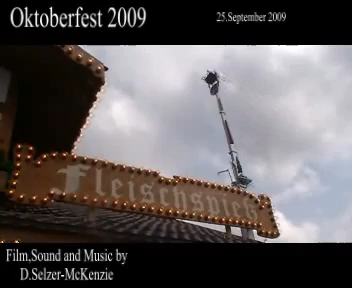 Oktoberfest 2009
25,September 2009
Fleischspieß
Film,Sound and Music by
D.Selzer-McKenzie